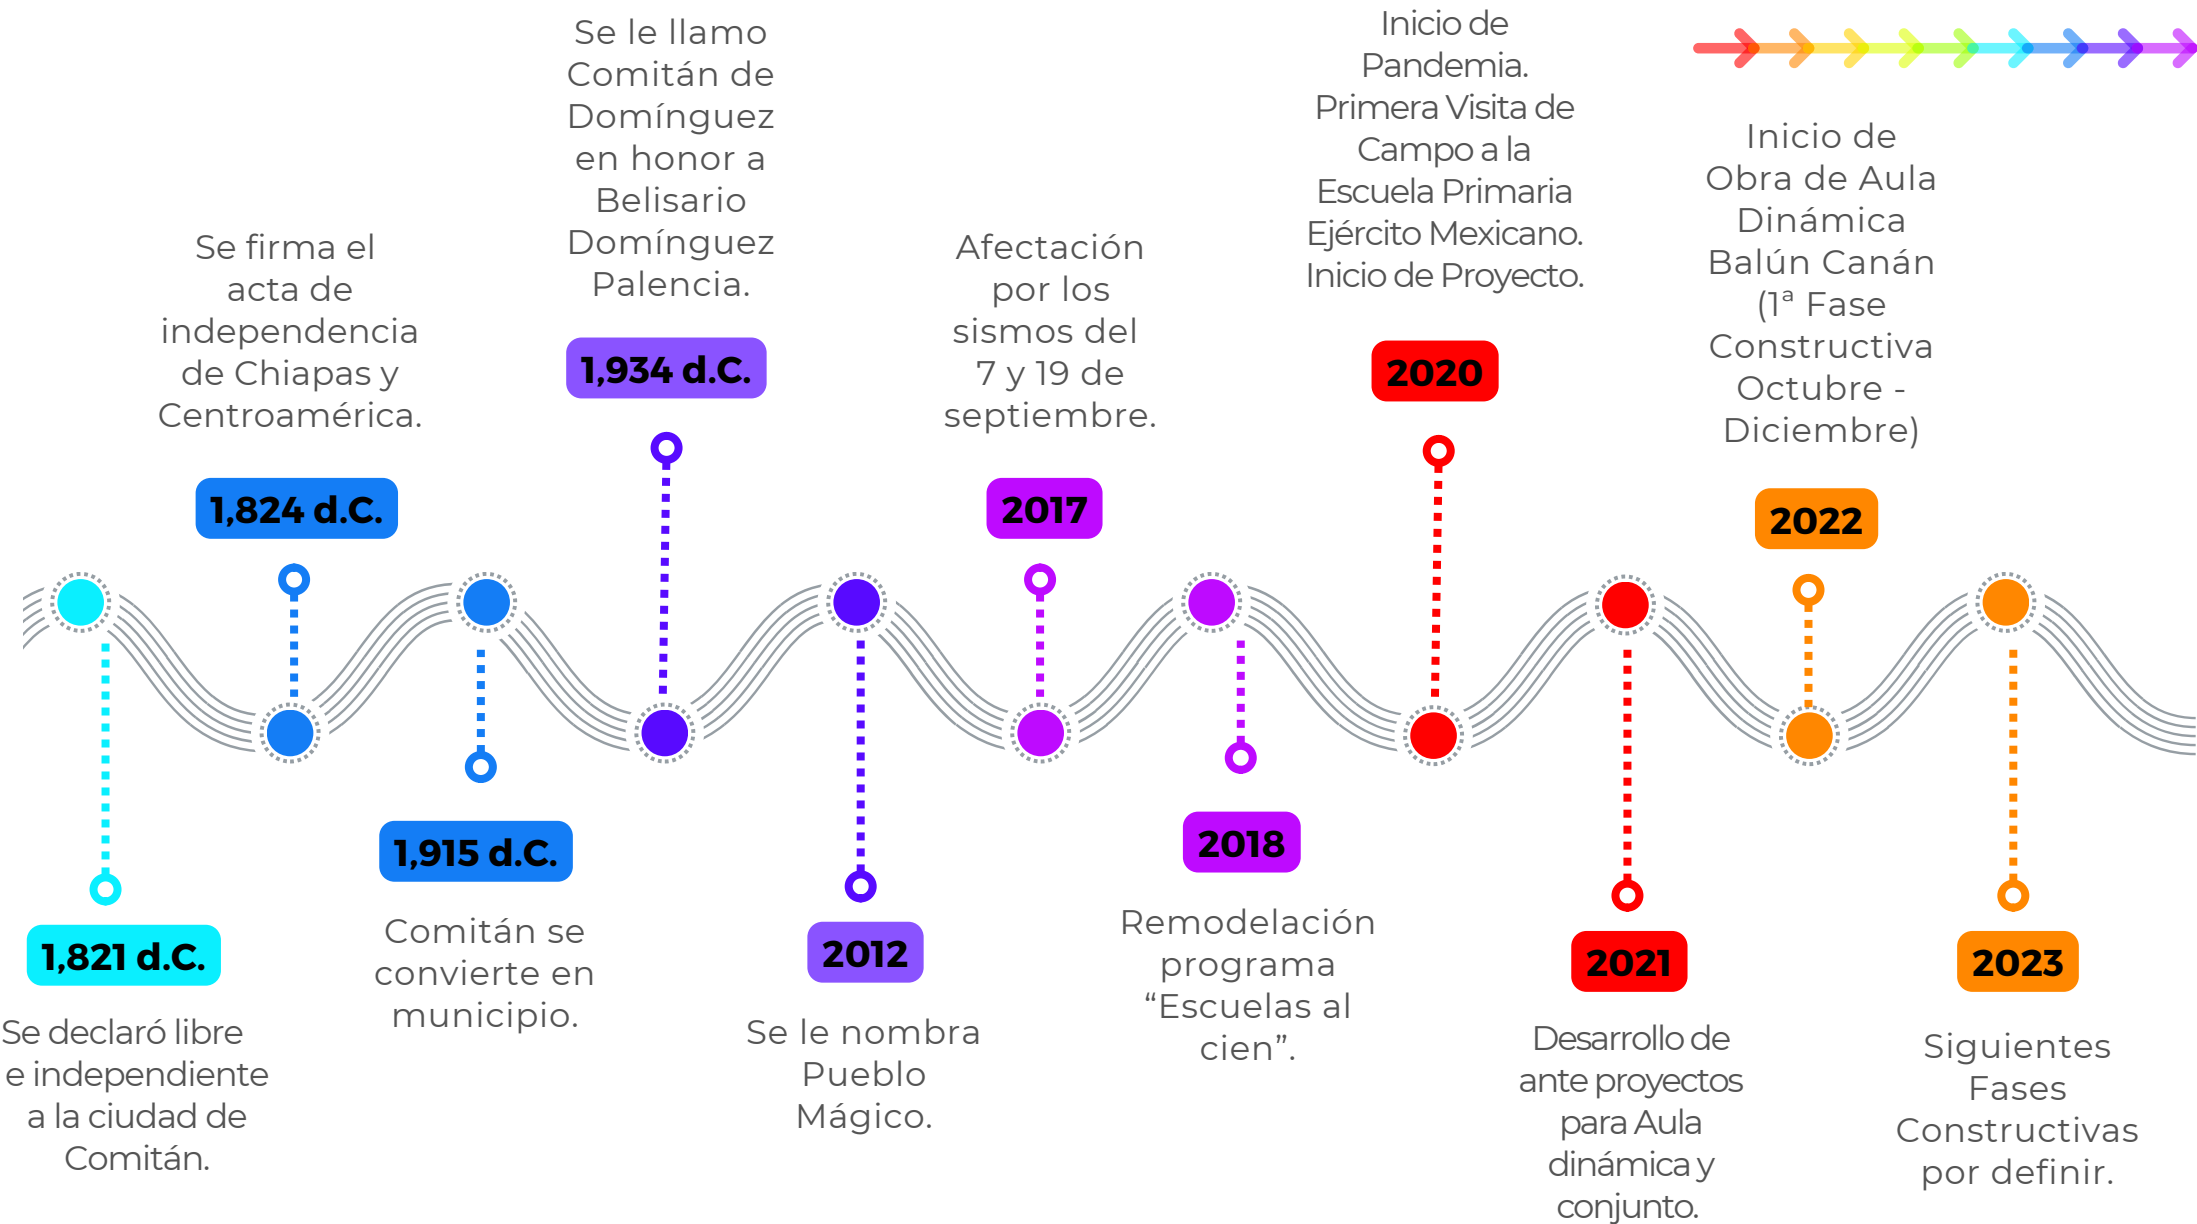 1,821 d.C.
Se declaró libre
e independiente
a la ciudad de
Comitán.
Se firma el
acta de
independencia
de Chiapas y
Centroamérica.
1,824 d.C.
1,915 d.C.
Comitán se
convierte en
municipio.
Se le llamo
Comitán de
Domínguez
en honor a
Belisario
Domínguez
Palencia.
1,934 d.C.
2012
Se le nombra
Pueblo
Mágico.
Afectación
por los
sismos del
7 y 19 de
septiembre.
2017
2018
Remodelación
programa
“Escuelas al
cien”.
Inicio de
Pandemia.
Primera Visita de
Campo a la
Escuela Primaria
Ejército Mexicano.
Inicio de Proyecto.
2020
2021
Desarrollo de
ante proyectos
para Aula
dinámica y
conjunto.
Inicio de
Obra de Aula
Dinámica
Balún Canán
(1ª Fase
Constructiva
Octubre -
Diciembre)
2022
2023
Siguientes
Fases
Constructivas
por definir.